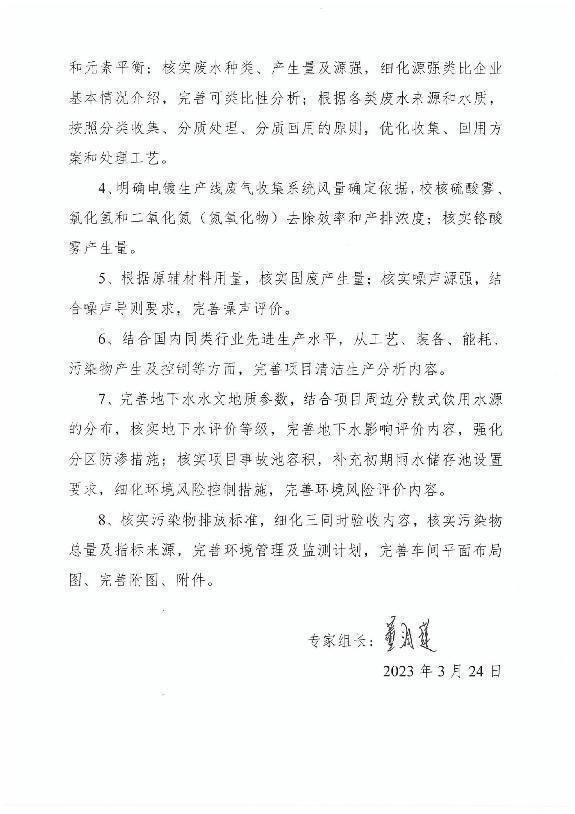 和元素平衡；核实废水种类、产生量及源强，细化源强类比企业
基本情况介绍，完善可类比性分析；根据各类废水来源和水质，
按照分类收集、分质处理、分质回用的原则，优化收集、回用方
案和处理工艺。
4、明确电镀生产线废气收集系统风量确定依据，校核硫酸雾、
氯化氢和二氧化氮（氮氧化物）去除效率和产排浓度；核实铬酸
雾产生量。
5、根据原辅材料用量，核实固废产生量；核实噪声源强，结
合噪声导则要求，完善噪声评价。
6、结合国内同类行业先进生产水平，从工艺、装备、能耗、
污染物产生及控制等方面，完善项目清洁生产分析内容。
7、完善地下水水文地质参数，结合项目周边分散式饮用水源
的分布，核实地下水评价等级，完善地下水影响评价内容，强化
分区防渗措施；核实项目事故池容积，补充初期雨水储存池设置
要求，细化环境风险控制措施，完善环境风险评价内容。
8、核实污染物排放标准，细化三同时验收内容，核实污染物
总量及指标来源，完善环境管理及监测计划，完善车间平面布局
图、完善附图、附件。
专家组长：
2023 年 3 月 24 日